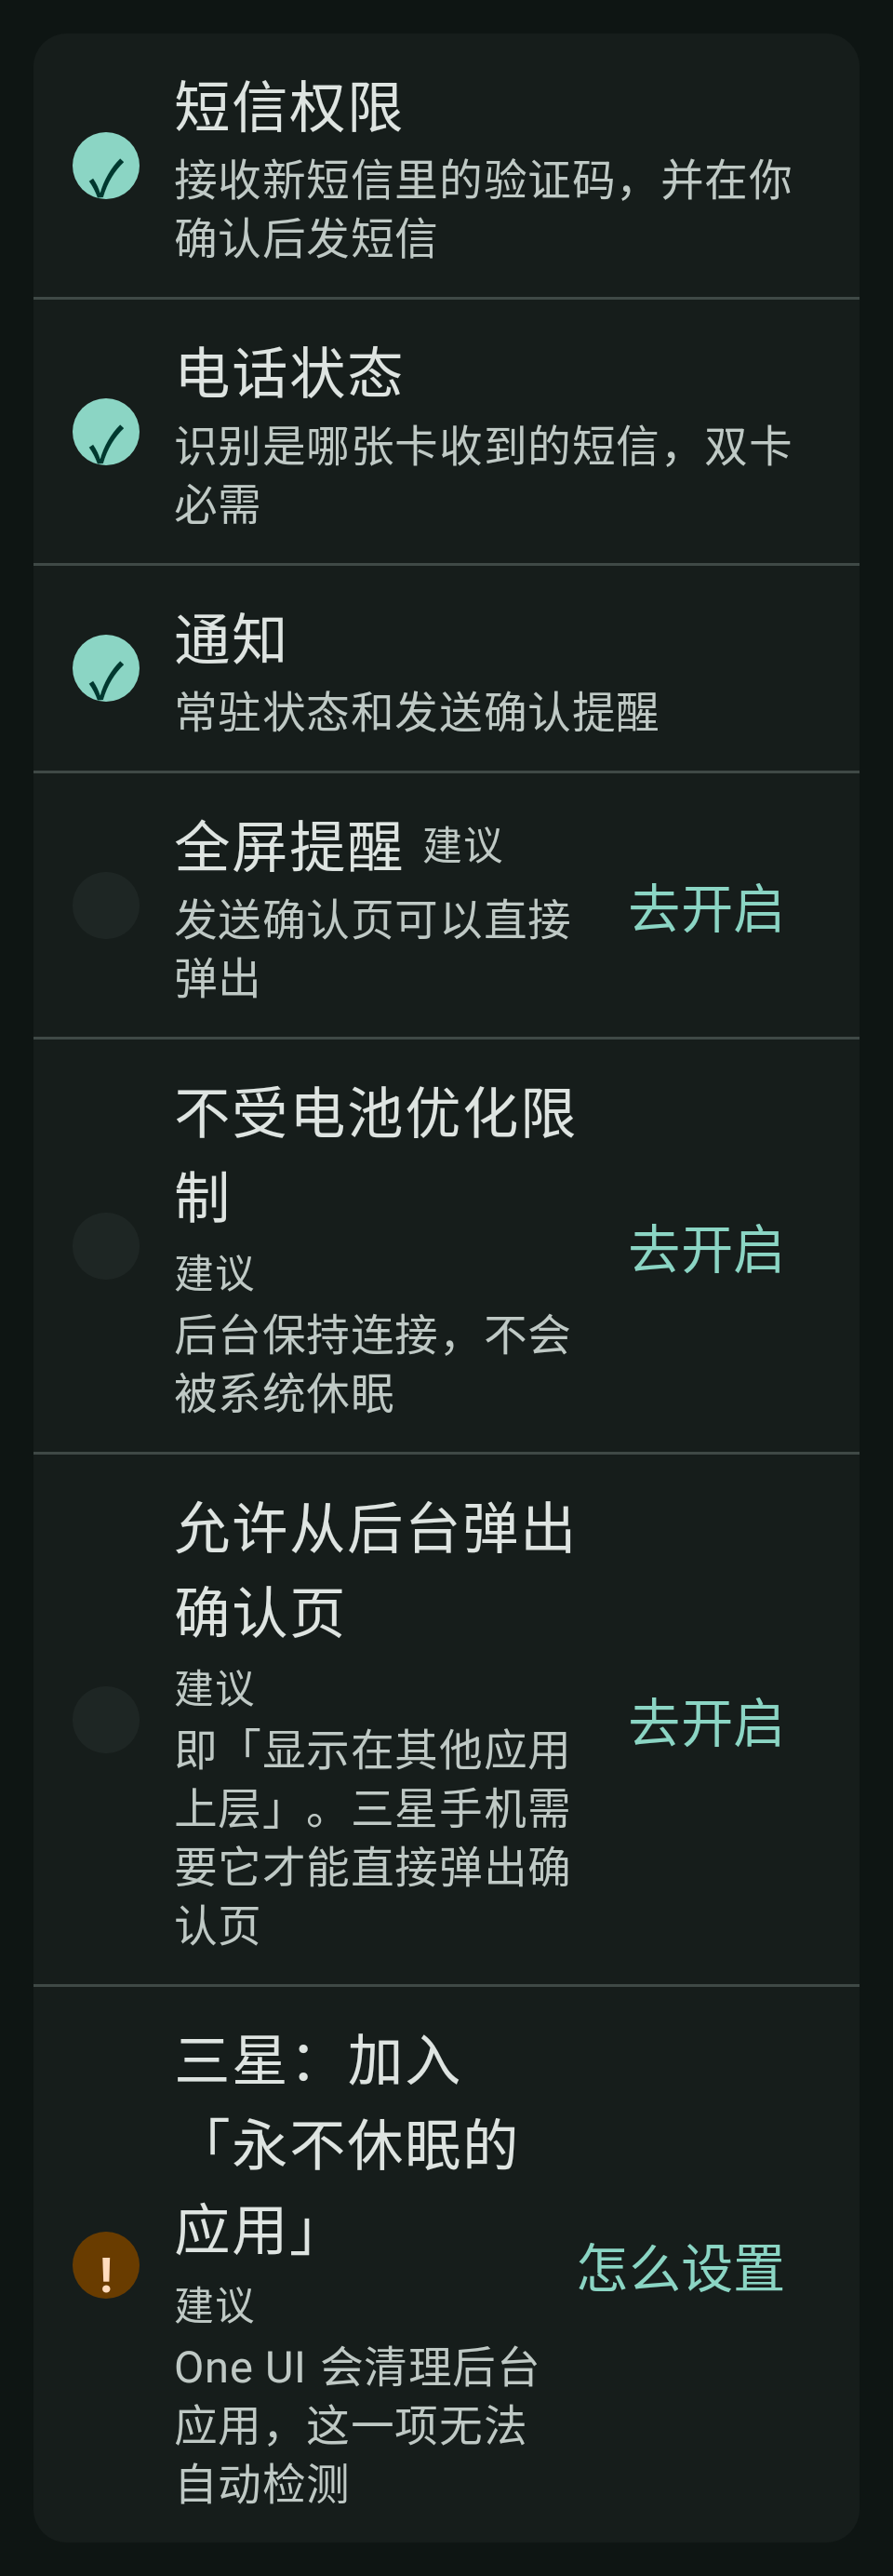 短信权限
接收新短信里的验证码，并在你
确认后发短信
电话状态
识别是哪张卡收到的短信，双卡
必需
通知
常驻状态和发送确认提醒
全屏提醒 建议
发送确认页可以直接
弹出
去开启
不受电池优化限
制
建议
后台保持连接，不会
被系统休眠
去开启
允许从后台弹出
确认页
建议
即「显示在其他应用
上层」。三星手机需
要它才能直接弹出确
认页
去开启
三星：加入
「永不休眠的
应用」
建议
One UI 会清理后台
应用，这一项无法
自动检测
怎么设置